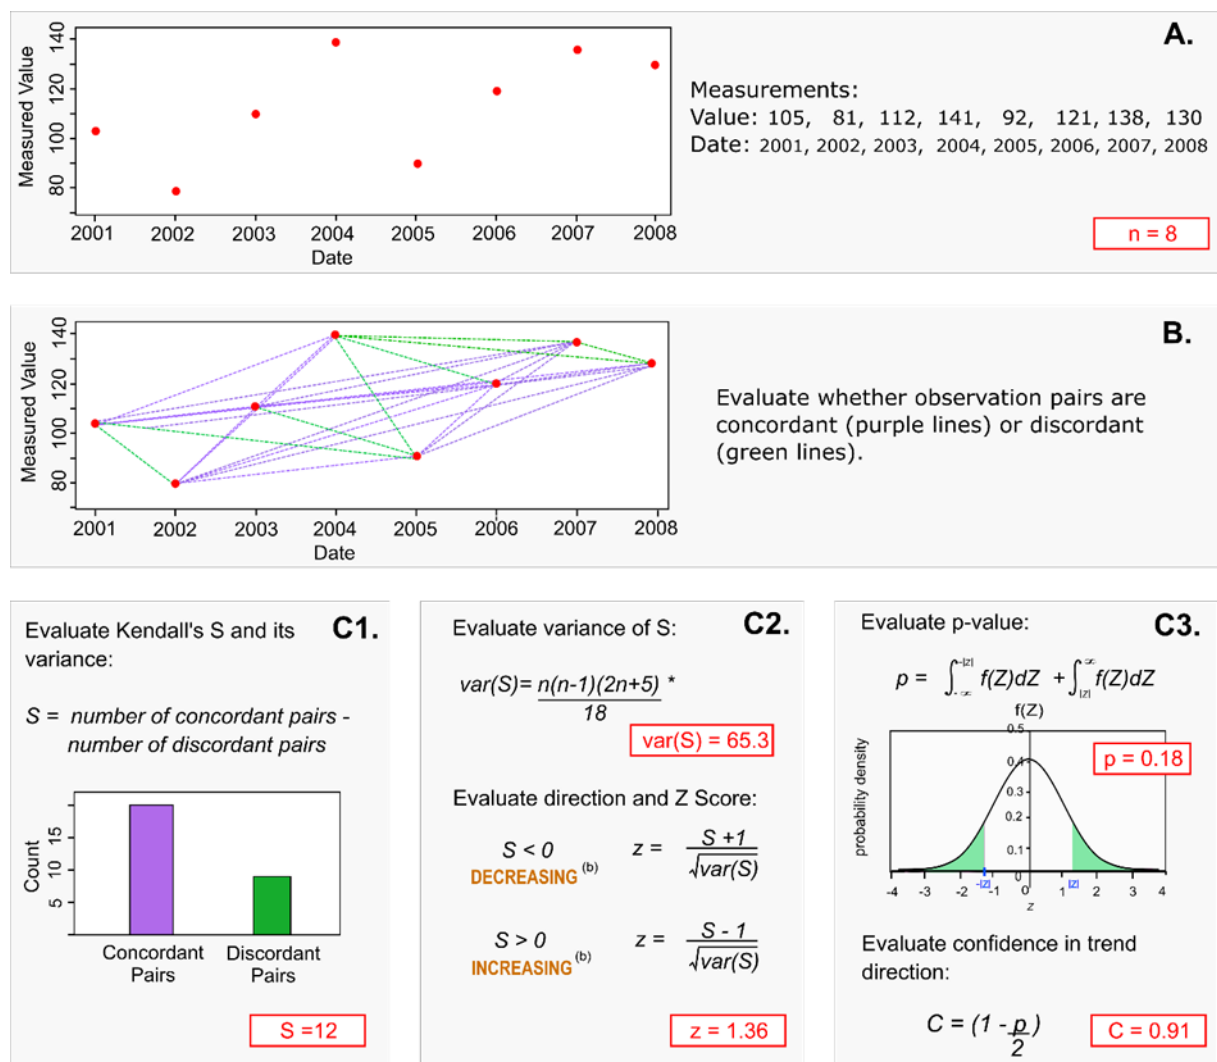 A.
140
120
100
80
Measured Value
2001 2002 2003 2004 2005 2006 2007 2008
Date
Measurements:
Value: 105, 81, 112, 141, 92, 121, 138, 130
Date: 2001, 2002, 2003, 2004, 2005, 2006, 2007, 2008
n = 8
B.
140
120
100
80
Measured Value
2001 2002 2003 2004 2005 2006 2007 2008
Date
Evaluate whether observation pairs are
concordant (purple lines) or discordant
(green lines).
C1.
Evaluate Kendall's S and its
variance:
S = number of concordant pairs -
number of discordant pairs
15
10
5
Count
Concordant Discordant
Pairs Pairs
S =12
C2.
Evaluate variance of S:
var(S)= n(n-1)(2n+5) *
18
var(S) = 65.3
Evaluate direction and Z Score:
S < 0 z = S +1
DECREASING (b) √var(S)
S > 0 z = S - 1
INCREASING (b) √var(S)
z = 1.36
C3.
Evaluate p-value:
p = ∫ -∞ -|z| f(Z)dZ + ∫ |z| ∞ f(Z)dZ
f(Z)
0.5
0.4
0.3
0.2
0.1
0
probability density
p = 0.18
-4 -3 -2 -|z| -1 0 |z| 1 2 3 4
z
Evaluate confidence in trend
direction:
C = (1 - p )
2
C = 0.91